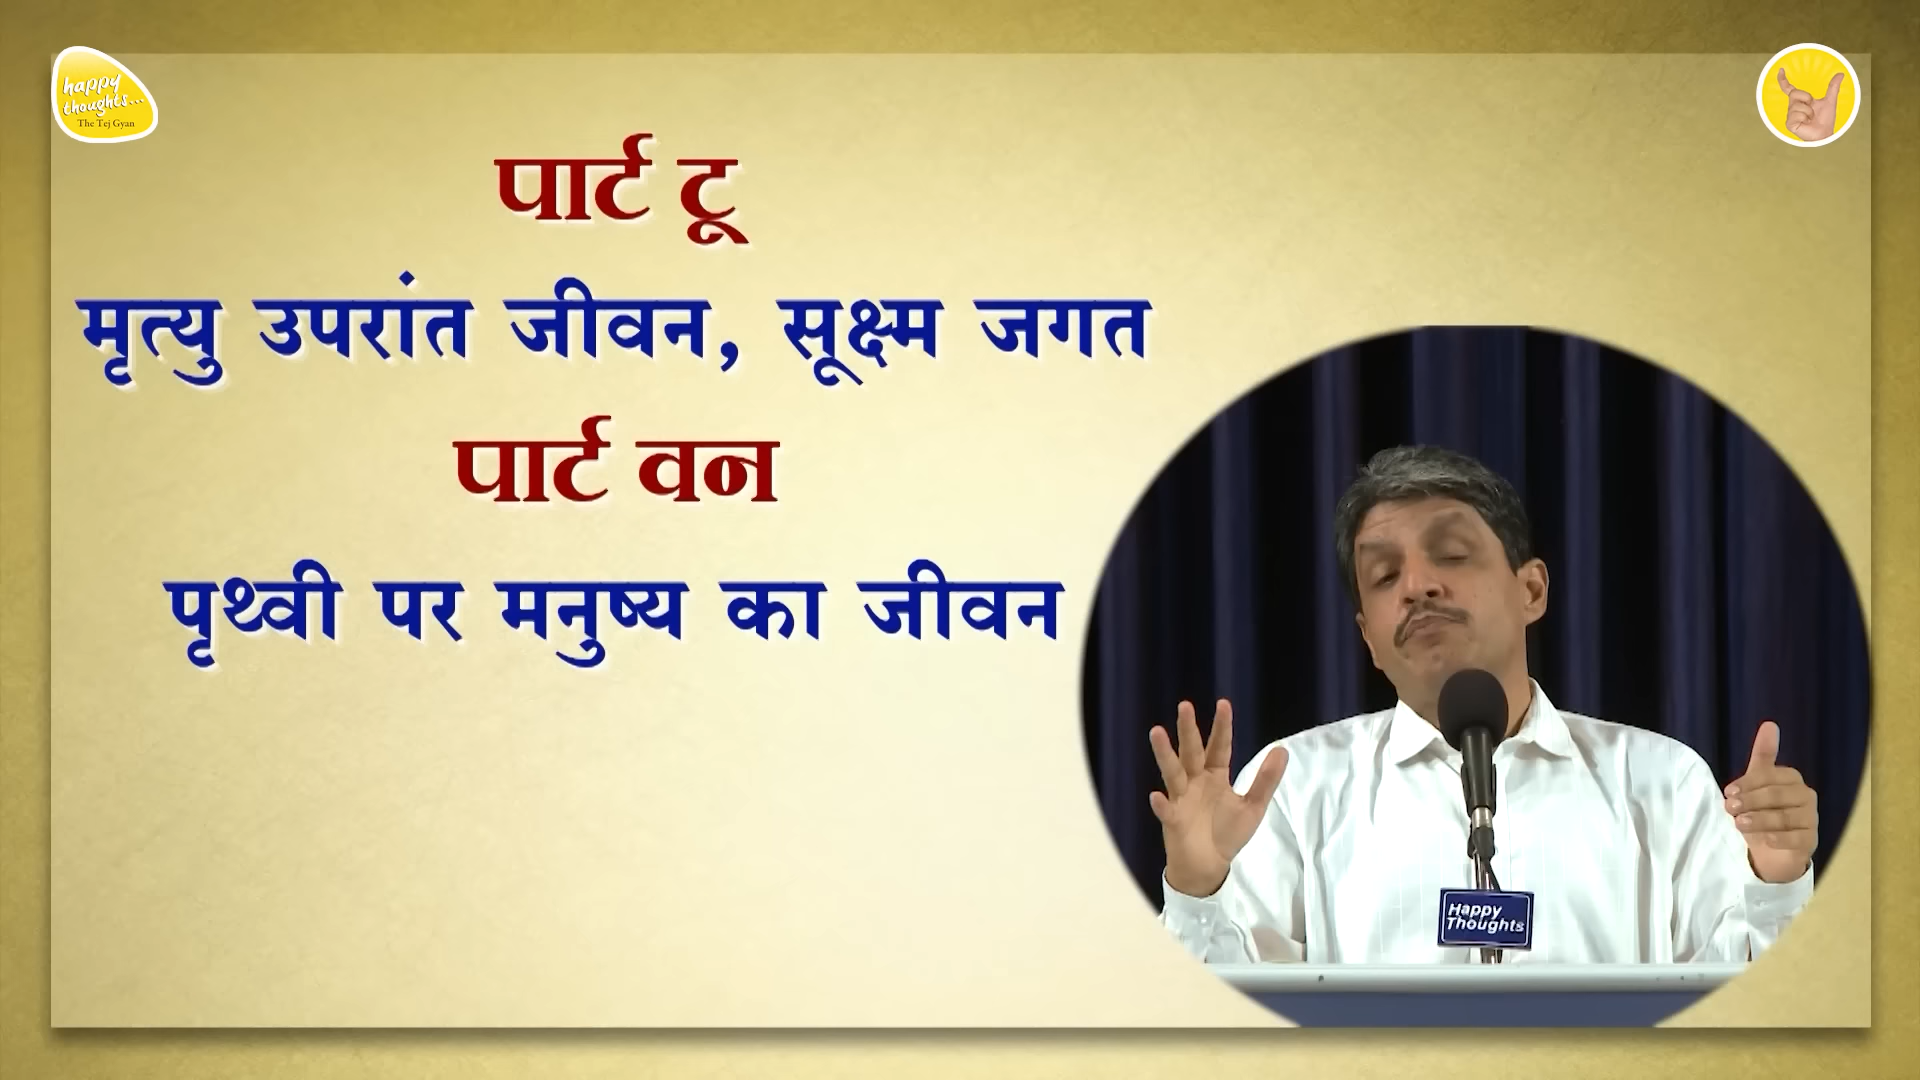 happy
thoughts...
The Tej Gyan
पार्ट टू
मृत्यु उपरांत जीवन, सूक्ष्म जगत
पार्ट वन
पृथ्वी पर मनुष्य का जीवन
Happy
Thoughts